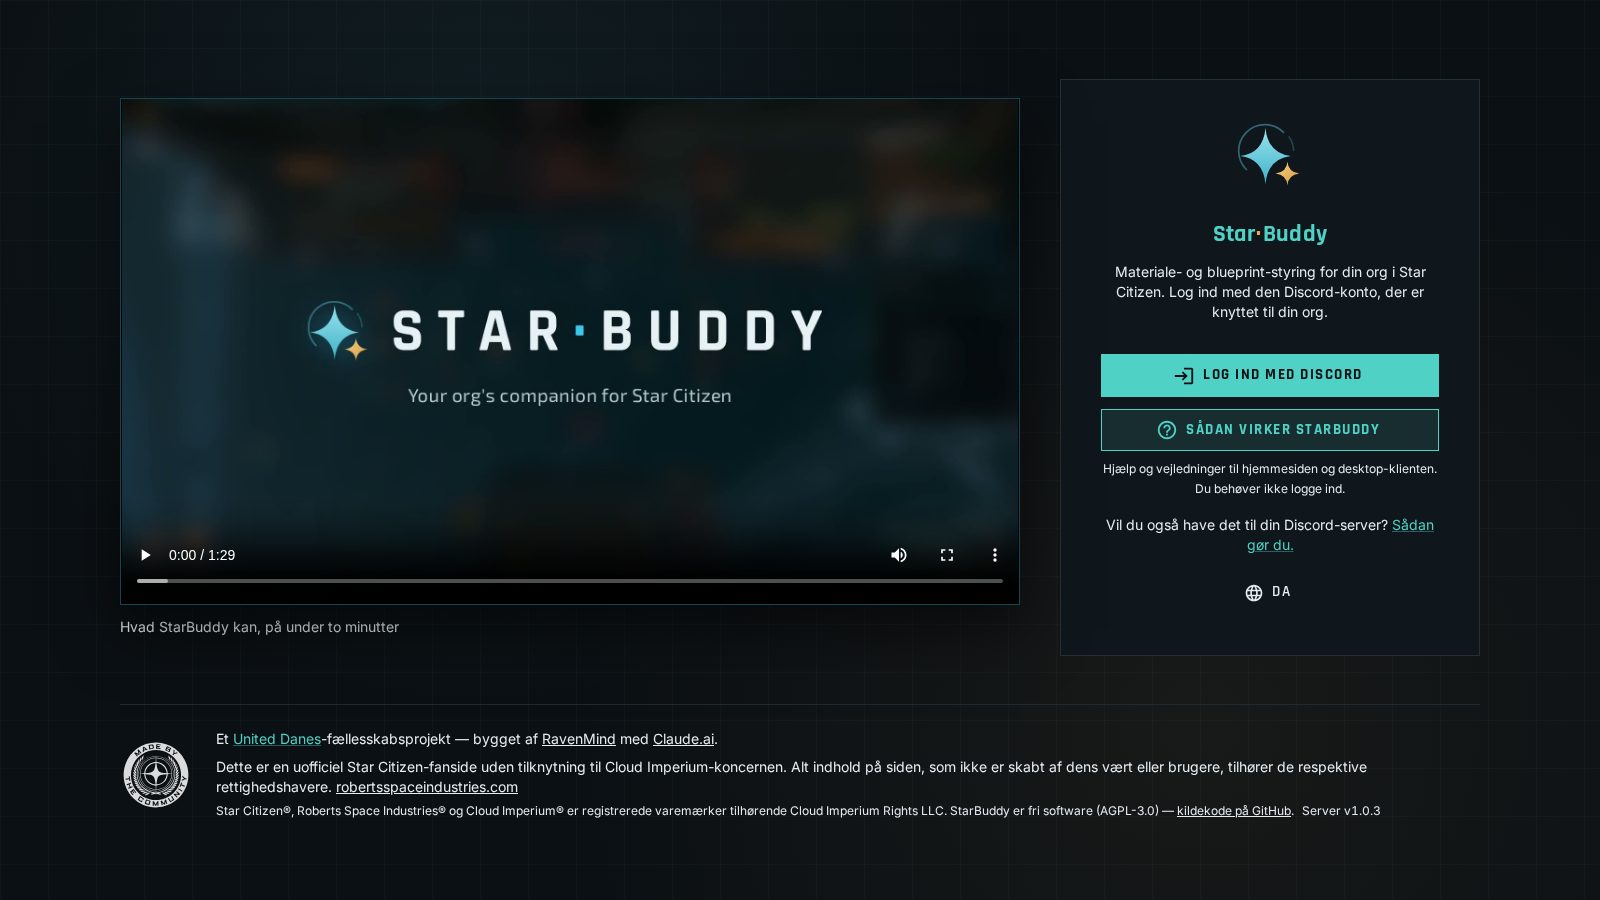 STAR·BUDDY
Your org's companion for Star Citizen
0:00 / 1:29
Hvad StarBuddy kan, på under to minutter
Star·Buddy
Materiale- og blueprint-styring for din org i Star
Citizen. Log ind med den Discord-konto, der er
knyttet til din org.
LOG IND MED DISCORD
SÅDAN VIRKER STARBUDDY
Hjælp og vejledninger til hjemmesiden og desktop-klienten.
Du behøver ikke logge ind.
Vil du også have det til din Discord-server? Sådan
gør du.
DA
MADE BY
THE COMMUNITY
Et United Danes-fællesskabsprojekt — bygget af RavenMind med Claude.ai.
Dette er en uofficiel Star Citizen-fanside uden tilknytning til Cloud Imperium-koncernen. Alt indhold på siden, som ikke er skabt af dens vært eller brugere, tilhører de respektive
rettighedshavere. robertsspaceindustries.com
Star Citizen®, Roberts Space Industries® og Cloud Imperium® er registrerede varemærker tilhørende Cloud Imperium Rights LLC. StarBuddy er fri software (AGPL-3.0) — kildekode på GitHub. Server v1.0.3